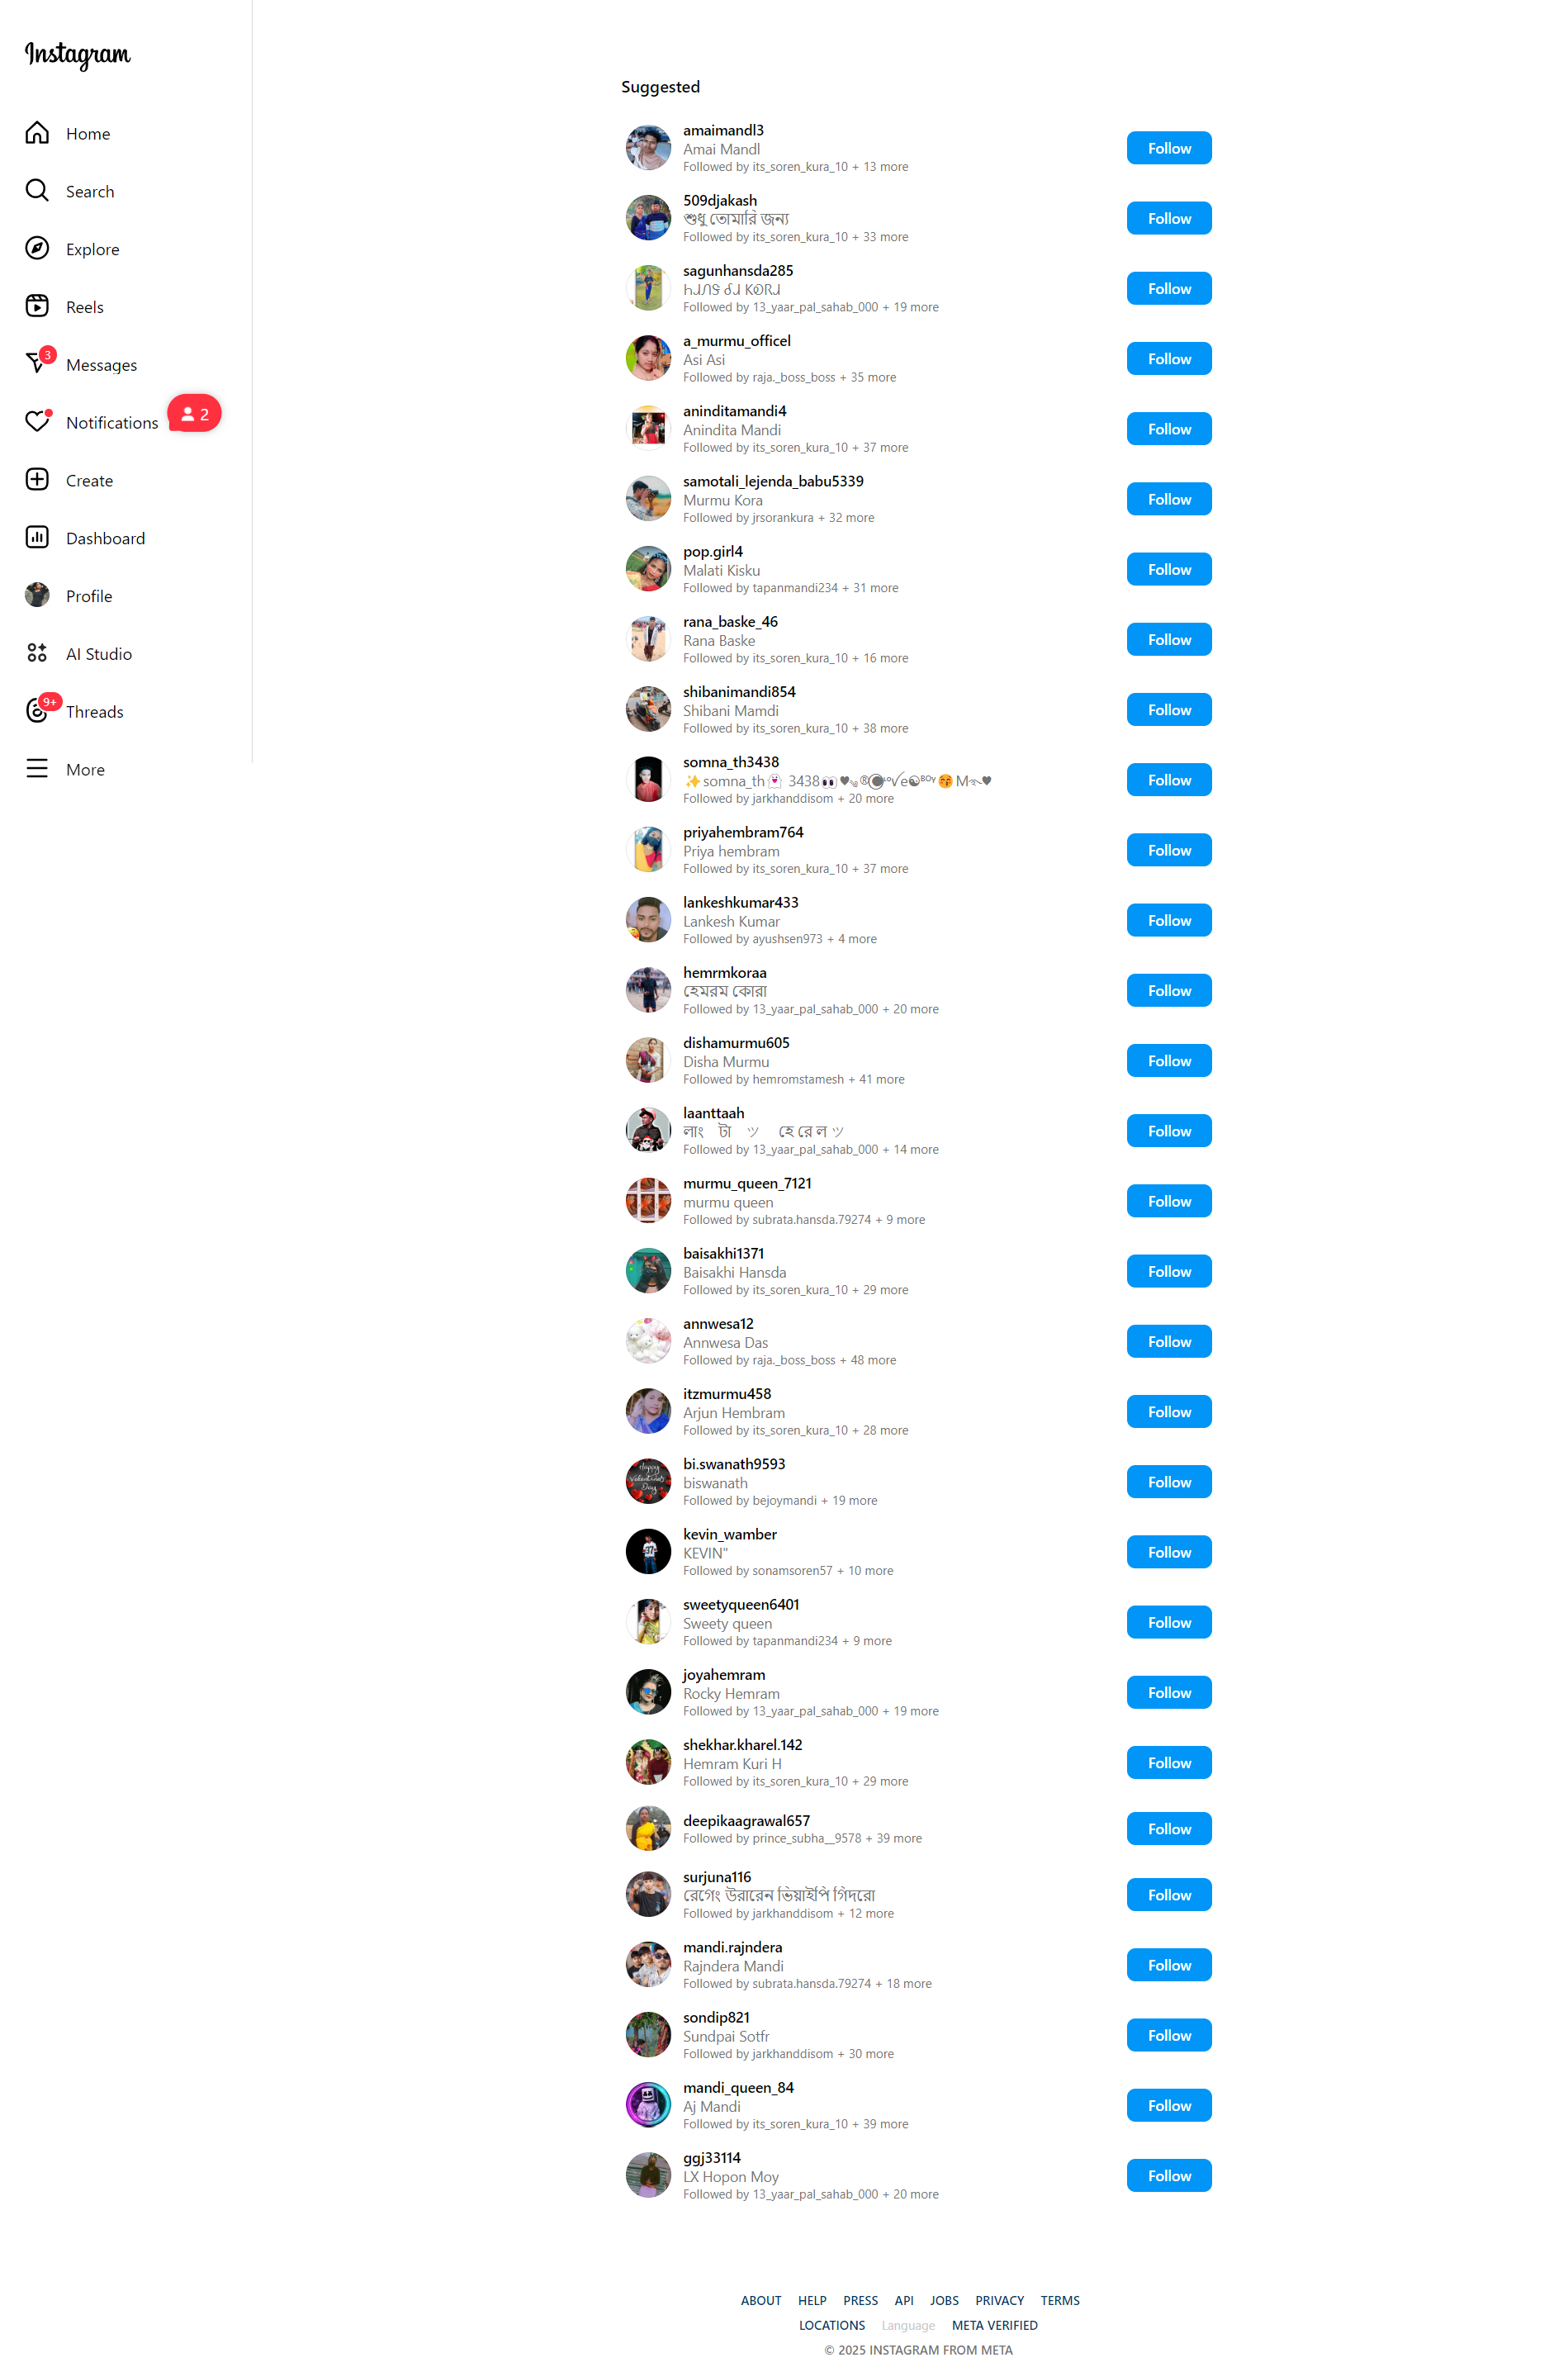 Instagram
Home
Search
Explore
Reels
3
Messages
Notifications
2
Create
Dashboard
Profile
AI Studio
9+
Threads
More
Suggested
amaimandl3
Amai Mandl
Followed by its_soren_kura_10 + 13 more
Follow
509djakash
শুধু তোমারি জন্য
Followed by its_soren_kura_10 + 33 more
Follow
sagunhansda285
Followed by 13_yaar_pal_sahab_000 + 19 more
Follow
a_murmu_officel
Asi Asi
Followed by raja._boss_boss + 35 more
Follow
aninditamandi4
Anindita Mandi
Followed by its_soren_kura_10 + 37 more
Follow
samotali_lejenda_babu5339
Murmu Kora
Followed by jrsorankura + 32 more
Follow
pop.girl4
Malati Kisku
Followed by tapanmandi234 + 31 more
Follow
rana_baske_46
Rana Baske
Followed by its_soren_kura_10 + 16 more
Follow
shibanimandi854
Shibani Mamdi
Followed by its_soren_kura_10 + 38 more
Follow
somna_th3438
✨somna_th👻 3438👀
Followed by jarkhanddisom + 20 more
Follow
priyahembram764
Priya hembram
Followed by its_soren_kura_10 + 37 more
Follow
lankeshkumar433
Lankesh Kumar
Followed by ayushsen973 + 4 more
Follow
hemrmkoraa
হেমরম কোরা
Followed by 13_yaar_pal_sahab_000 + 20 more
Follow
dishamurmu605
Disha Murmu
Followed by hemromstamesh + 41 more
Follow
laanttaah
লাং টা ツ হে রে ল ツ
Followed by 13_yaar_pal_sahab_000 + 14 more
Follow
murmu_queen_7121
murmu queen
Followed by subrata.hansda.79274 + 9 more
Follow
baisakhi1371
Baisakhi Hansda
Followed by its_soren_kura_10 + 29 more
Follow
annwesa12
Annwesa Das
Followed by raja._boss_boss + 48 more
Follow
itzmurmu458
Arjun Hembram
Followed by its_soren_kura_10 + 28 more
Follow
Happy
Valentine's
Day
bi.swanath9593
biswanath
Followed by bejoymandi + 19 more
Follow
kevin_wamber
KEVIN"
Followed by sonamsoren57 + 10 more
Follow
sweetyqueen6401
Sweety queen
Followed by tapanmandi234 + 9 more
Follow
joyahemram
Rocky Hemram
Followed by 13_yaar_pal_sahab_000 + 19 more
Follow
shekhar.kharel.142
Hemram Kuri H
Followed by its_soren_kura_10 + 29 more
Follow
deepikaagrawal657
Followed by prince_subha__9578 + 39 more
Follow
surjuna116
রেগেং উরারেন ভিয়াইপি গিদরো
Followed by jarkhanddisom + 12 more
Follow
mandi.rajndera
Rajndera Mandi
Followed by subrata.hansda.79274 + 18 more
Follow
sondip821
Sundpai Sotfr
Followed by jarkhanddisom + 30 more
Follow
mandi_queen_84
Aj Mandi
Followed by its_soren_kura_10 + 39 more
Follow
ggj33114
LX Hopon Moy
Followed by 13_yaar_pal_sahab_000 + 20 more
Follow
ABOUT HELP PRESS API JOBS PRIVACY TERMS
LOCATIONS Language META VERIFIED
© 2025 INSTAGRAM FROM META